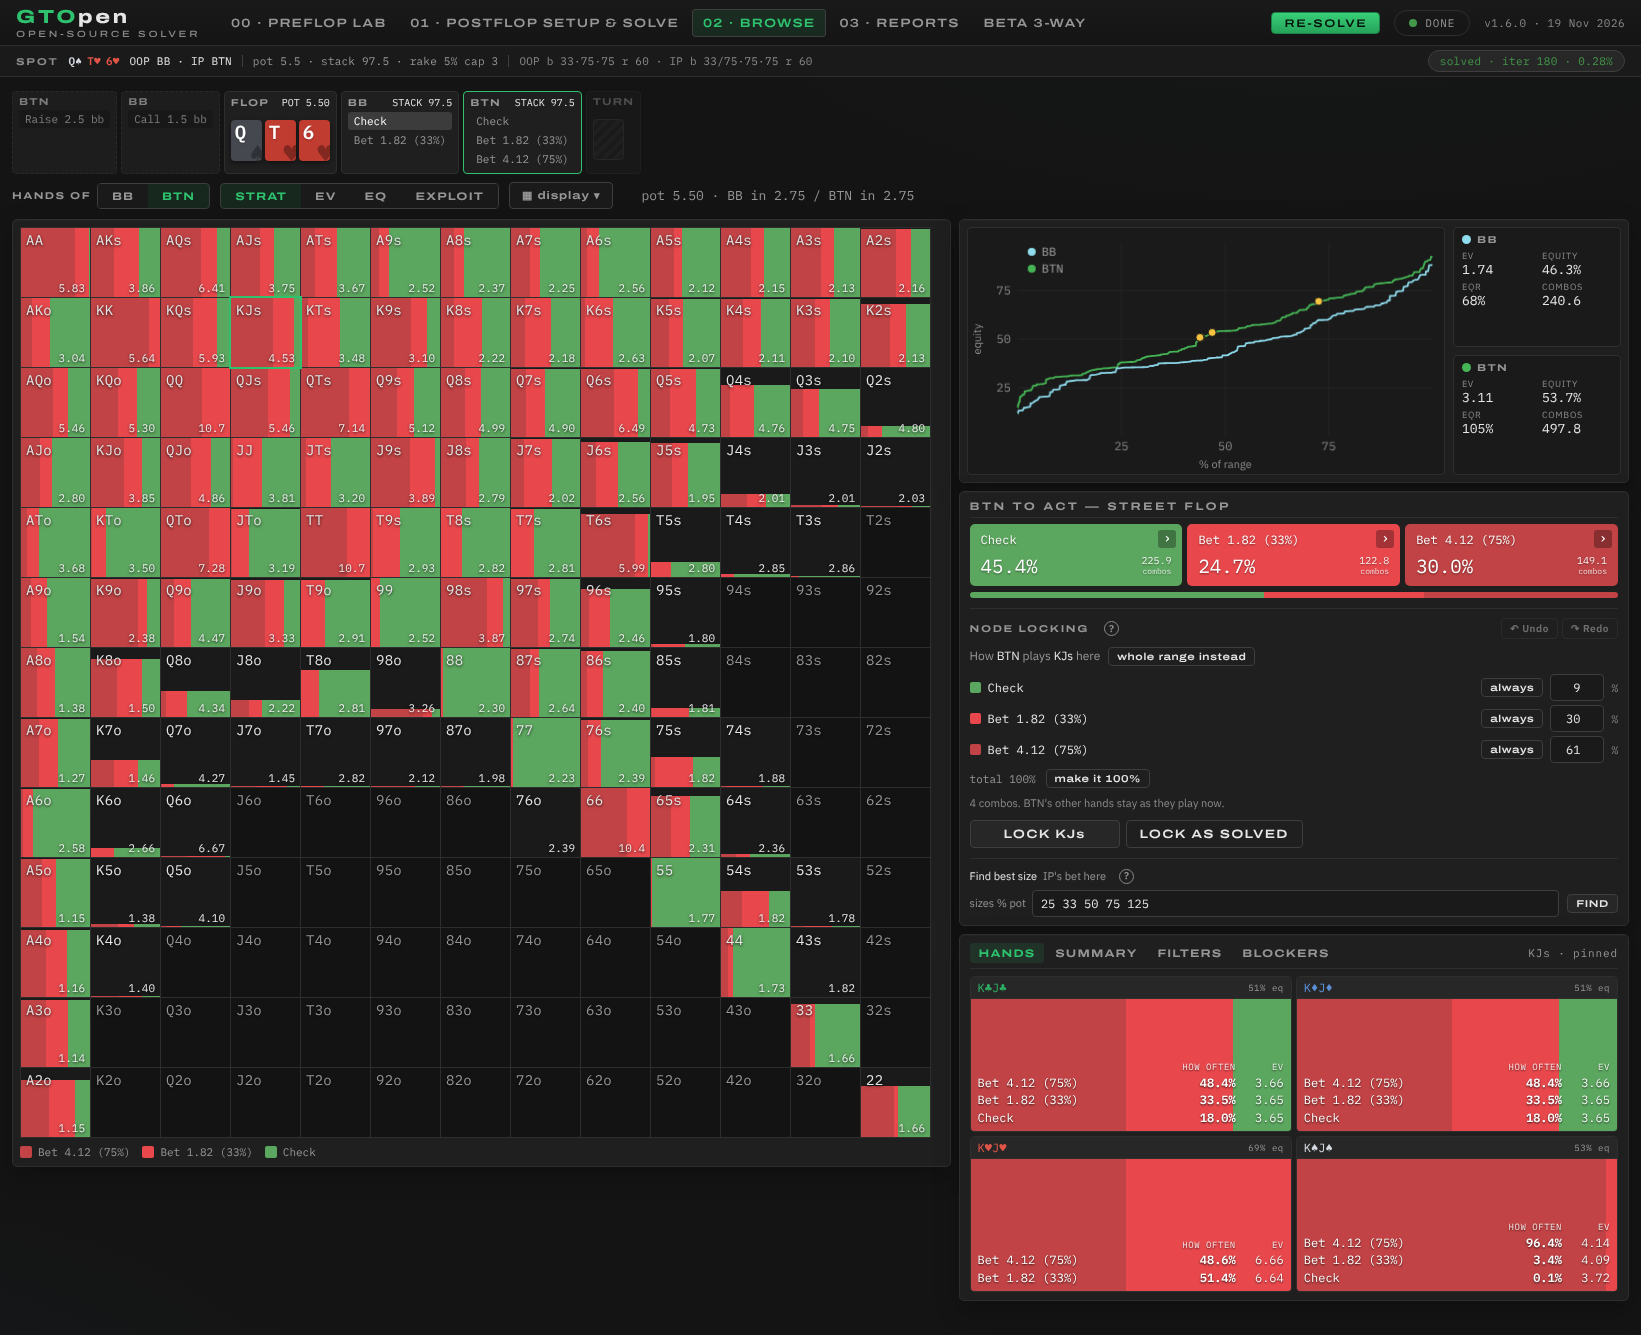 GTOpen
OPEN-SOURCE SOLVER
00 · PREFLOP LAB 01 · POSTFLOP SETUP & SOLVE 02 · BROWSE 03 · REPORTS BETA 3-WAY
RE-SOLVE DONE v1.6.0 · 19 Nov 2026
SPOT Q♠ T♥ 6♥ OOP BB · IP BTN pot 5.5 · stack 97.5 · rake 5% cap 3 OOP b 33·75·75 r 60 · IP b 33/75·75·75 r 60 solved · iter 180 · 0.28%
BTN
Raise 2.5 bb
BB
Call 1.5 bb
FLOP POT 5.50
Q T 6
BB STACK 97.5
Check
Bet 1.82 (33%)
BTN STACK 97.5
Check
Bet 1.82 (33%)
Bet 4.12 (75%)
TURN
HANDS OF BB BTN STRAT EV EQ EXPLOIT display ▾ pot 5.50 · BB in 2.75 / BTN in 2.75
AA AKs AQs AJs ATs A9s A8s A7s A6s A5s A4s A3s A2s
5.83 3.86 6.41 3.75 3.67 2.52 2.37 2.25 2.56 2.12 2.15 2.13 2.16
AKo KK KQs KJs KTs K9s K8s K7s K6s K5s K4s K3s K2s
3.04 5.64 5.93 4.53 3.48 3.10 2.22 2.18 2.63 2.07 2.11 2.10 2.13
AQo KQo QQ QJs QTs Q9s Q8s Q7s Q6s Q5s Q4s Q3s Q2s
5.46 5.30 10.7 5.46 7.14 5.12 4.99 4.90 6.49 4.73 4.76 4.75 4.80
AJo KJo QJo JJ JTs J9s J8s J7s J6s J5s J4s J3s J2s
2.80 3.85 4.86 3.81 3.20 3.89 2.79 2.02 2.56 1.95 2.01 2.01 2.03
ATo KTo QTo JTo TT T9s T8s T7s T6s T5s T4s T3s T2s
3.68 3.50 7.28 3.19 10.7 2.93 2.82 2.81 5.99 2.80 2.85 2.86
A9o K9o Q9o J9o T9o 99 98s 97s 96s 95s 94s 93s 92s
1.54 2.38 4.47 3.33 2.91 2.52 3.87 2.74 2.46 1.80
A8o K8o Q8o J8o T8o 98o 88 87s 86s 85s 84s 83s 82s
1.38 1.50 4.34 2.22 2.81 3.26 2.30 2.64 2.40 1.81
A7o K7o Q7o J7o T7o 97o 87o 77 76s 75s 74s 73s 72s
1.27 1.46 4.27 1.45 2.82 2.12 1.98 2.23 2.39 1.82 1.88
A6o K6o Q6o J6o T6o 96o 86o 76o 66 65s 64s 63s 62s
2.58 2.66 6.67 2.39 10.4 2.31 2.36
A5o K5o Q5o J5o T5o 95o 85o 75o 65o 55 54s 53s 52s
1.15 1.38 4.10 1.77 1.82 1.78
A4o K4o Q4o J4o T4o 94o 84o 74o 64o 54o 44 43s 42s
1.16 1.40 1.73 1.82
A3o K3o Q3o J3o T3o 93o 83o 73o 63o 53o 43o 33 32s
1.14 1.66
A2o K2o Q2o J2o T2o 92o 82o 72o 62o 52o 42o 32o 22
1.15 1.66
Bet 4.12 (75%) Bet 1.82 (33%) Check
BB
BTN
equity
75
50
25
25 50 75
% of range
BB
EV EQUITY
1.74 46.3%
EQR COMBOS
68% 240.6
BTN
EV EQUITY
3.11 53.7%
EQR COMBOS
105% 497.8
BTN TO ACT — STREET FLOP
Check ›
45.4% 225.9 combos
Bet 1.82 (33%) ›
24.7% 122.8 combos
Bet 4.12 (75%) ›
30.0% 149.1 combos
NODE LOCKING ? ↶ Undo ↷ Redo
How BTN plays KJs here whole range instead
Check always 9 %
Bet 1.82 (33%) always 30 %
Bet 4.12 (75%) always 61 %
total 100% make it 100%
4 combos. BTN's other hands stay as they play now.
LOCK KJs LOCK AS SOLVED
Find best size IP's bet here ?
sizes % pot 25 33 50 75 125 FIND
HANDS SUMMARY FILTERS BLOCKERS KJs · pinned
K♣J♣ 51% eq
HOW OFTEN EV
Bet 4.12 (75%) 48.4% 3.66
Bet 1.82 (33%) 33.5% 3.65
Check 18.0% 3.65
K♦J♦ 51% eq
HOW OFTEN EV
Bet 4.12 (75%) 48.4% 3.66
Bet 1.82 (33%) 33.5% 3.65
Check 18.0% 3.65
K♥J♥ 69% eq
HOW OFTEN EV
Bet 4.12 (75%) 48.6% 6.66
Bet 1.82 (33%) 51.4% 6.64
K♠J♠ 53% eq
HOW OFTEN EV
Bet 4.12 (75%) 96.4% 4.14
Bet 1.82 (33%) 3.4% 4.09
Check 0.1% 3.72